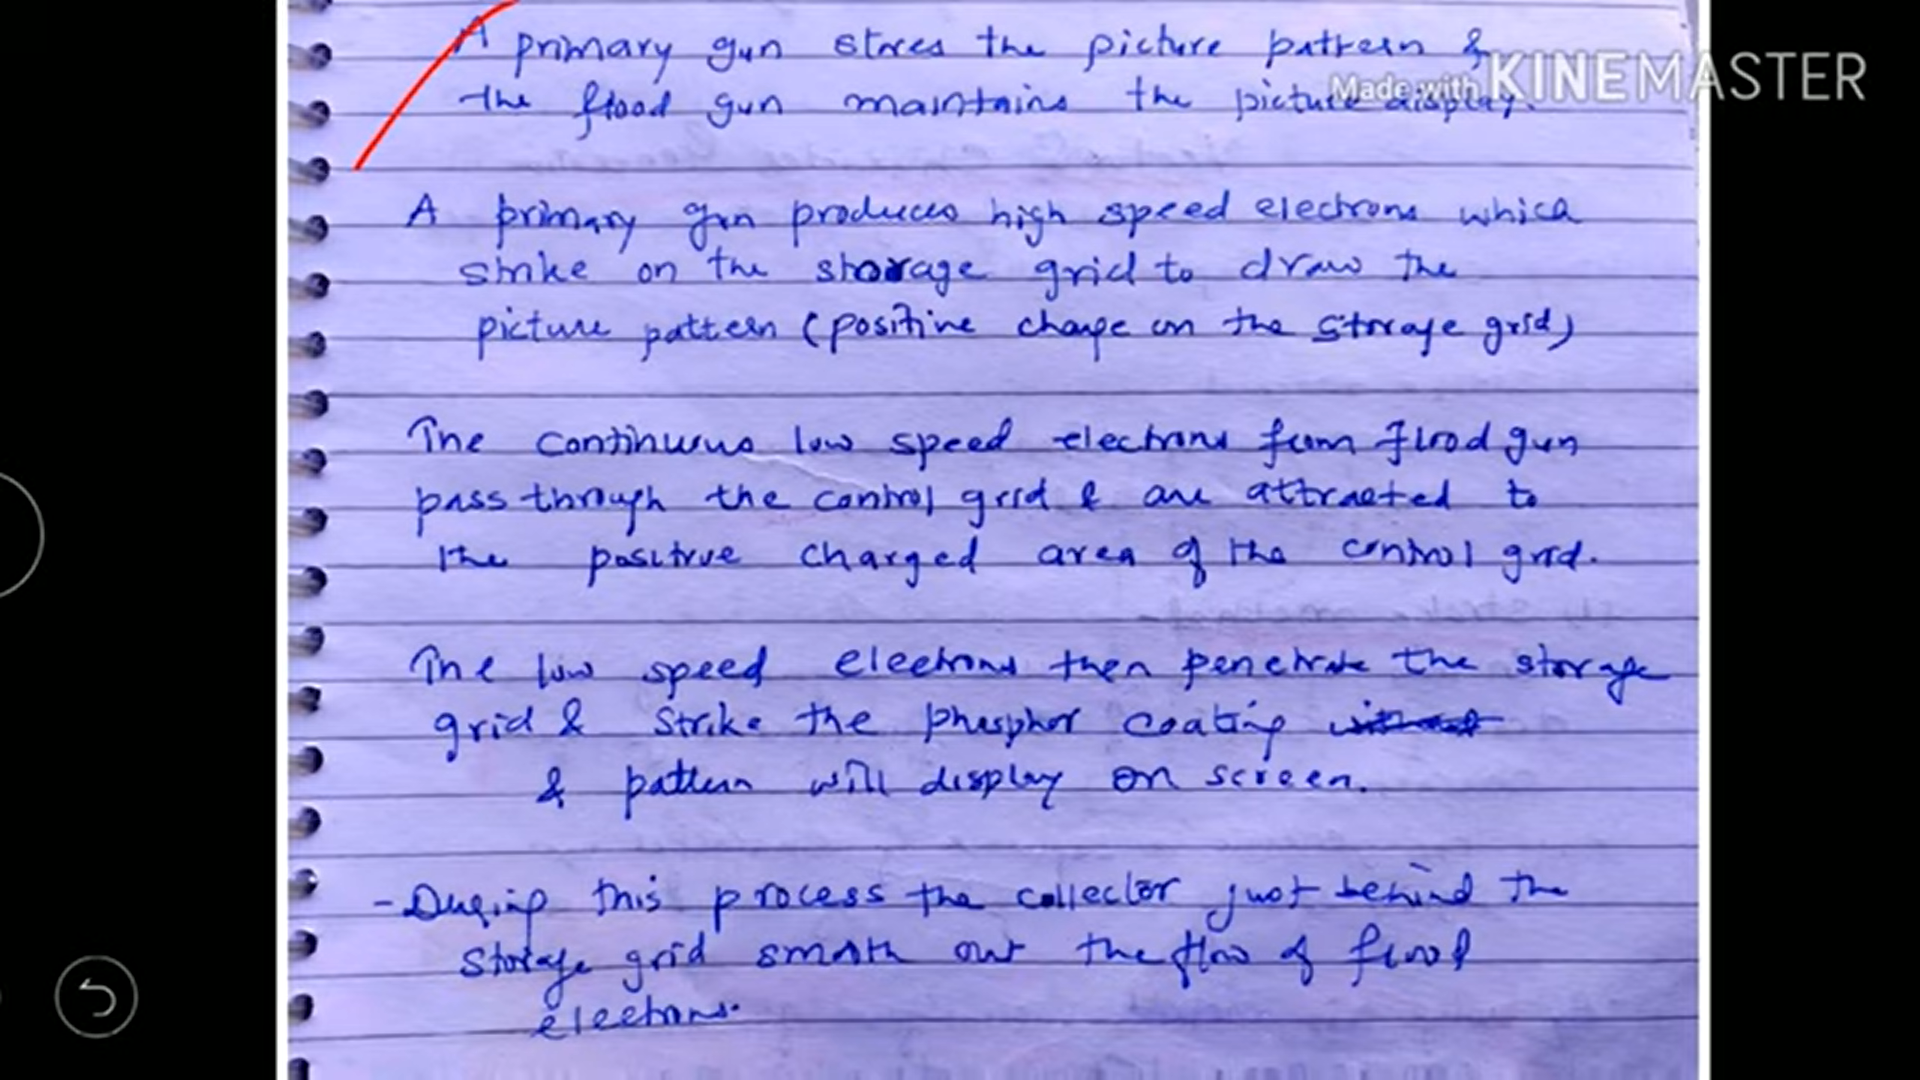 A primary gun stores the picture pattern &
Made with KINEMASTER
the flood gun maintains the picture display.
A primary gun produces high speed electrons which
strike on the storage grid to draw the
picture pattern (positive charge on the storage grid)
The continuous low speed electrons from flood gun
pass through the control grid & are attracted to
the positive charged area of the control grid.
The low speed electrons then penetrate the storage
grid & strike the phosphor coating
& pattern will display on screen.
- During this process the collector just behind the
storage grid smooth out the flow of flood
electrons.